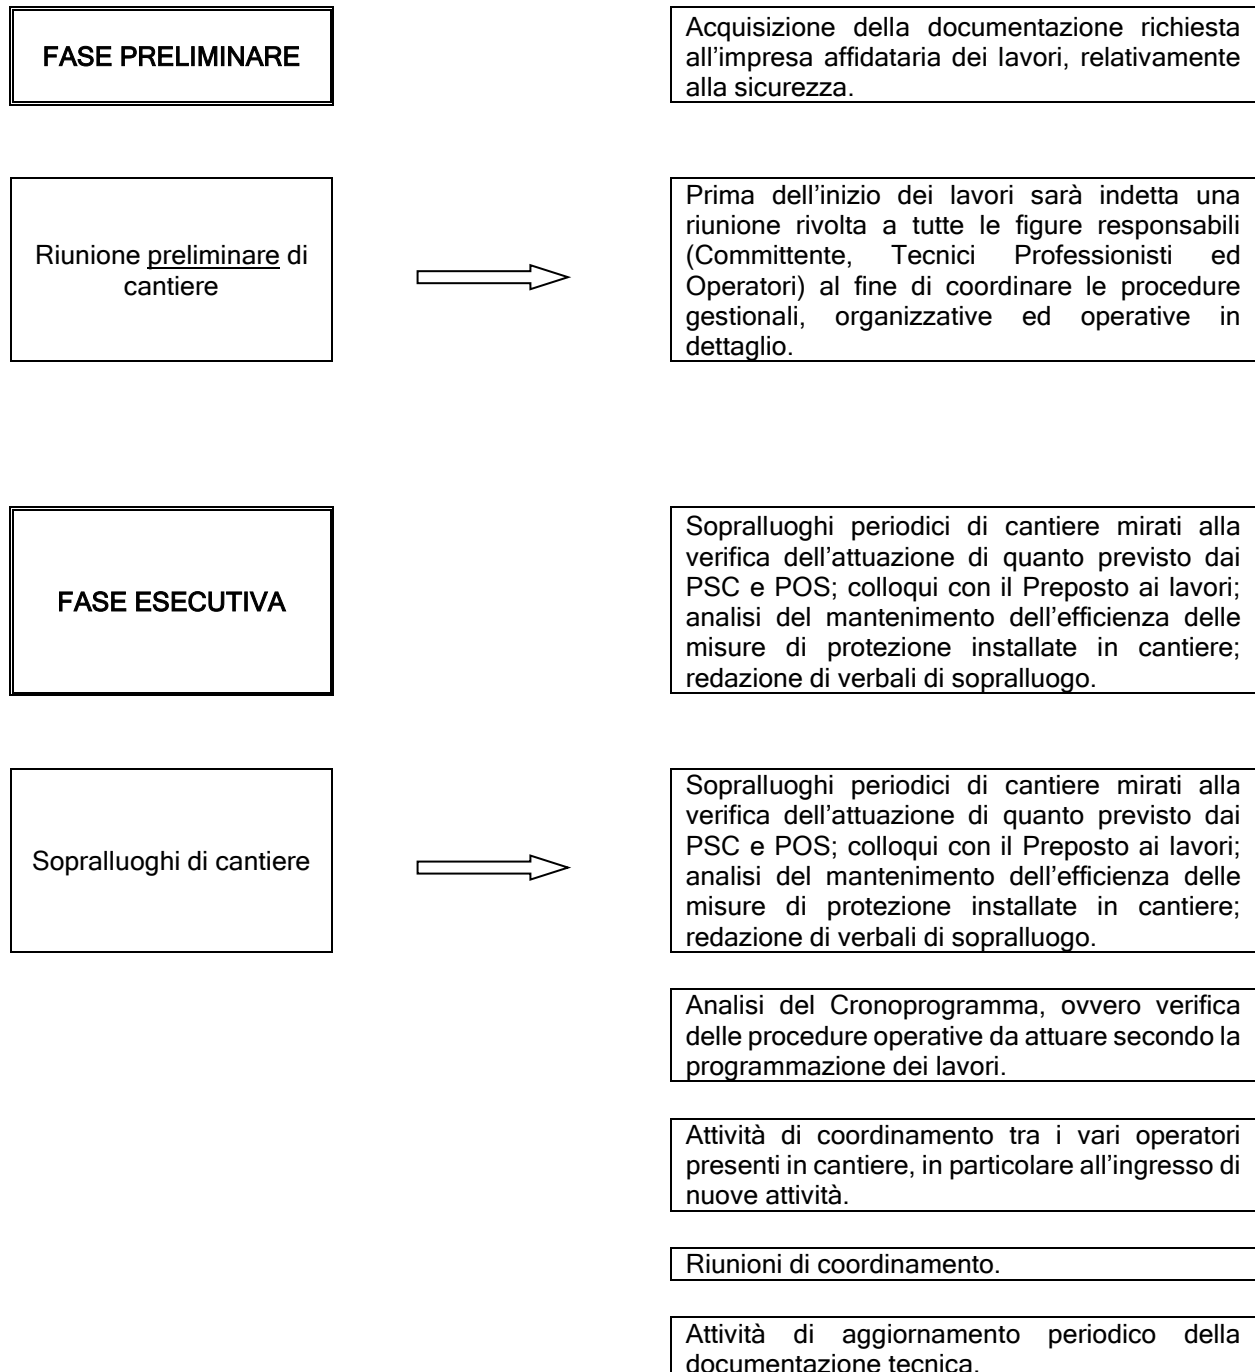 FASE PRELIMINARE
Acquisizione della documentazione richiesta
all’impresa affidataria dei lavori, relativamente
alla sicurezza.
Riunione preliminare di
cantiere
Prima dell’inizio dei lavori sarà indetta una
riunione rivolta a tutte le figure responsabili
(Committente, Tecnici Professionisti ed
Operatori) al fine di coordinare le procedure
gestionali, organizzative ed operative in
dettaglio.
FASE ESECUTIVA
Sopralluoghi periodici di cantiere mirati alla
verifica dell’attuazione di quanto previsto dai
PSC e POS; colloqui con il Preposto ai lavori;
analisi del mantenimento dell’efficienza delle
misure di protezione installate in cantiere;
redazione di verbali di sopralluogo.
Sopralluoghi di cantiere
Sopralluoghi periodici di cantiere mirati alla
verifica dell’attuazione di quanto previsto dai
PSC e POS; colloqui con il Preposto ai lavori;
analisi del mantenimento dell’efficienza delle
misure di protezione installate in cantiere;
redazione di verbali di sopralluogo.
Analisi del Cronoprogramma, ovvero verifica
delle procedure operative da attuare secondo la
programmazione dei lavori.
Attività di coordinamento tra i vari operatori
presenti in cantiere, in particolare all’ingresso di
nuove attività.
Riunioni di coordinamento.
Attività di aggiornamento periodico della
documentazione tecnica.